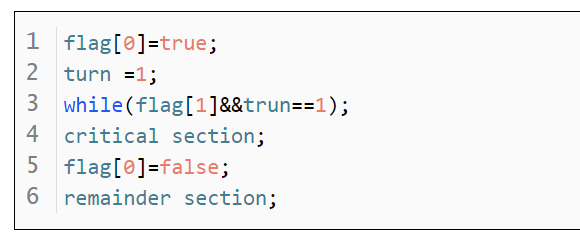 1 flag[0]=true;
2 turn =1;
3 while(flag[1]&&trun==1);
4 critical section;
5 flag[0]=false;
6 remainder section;